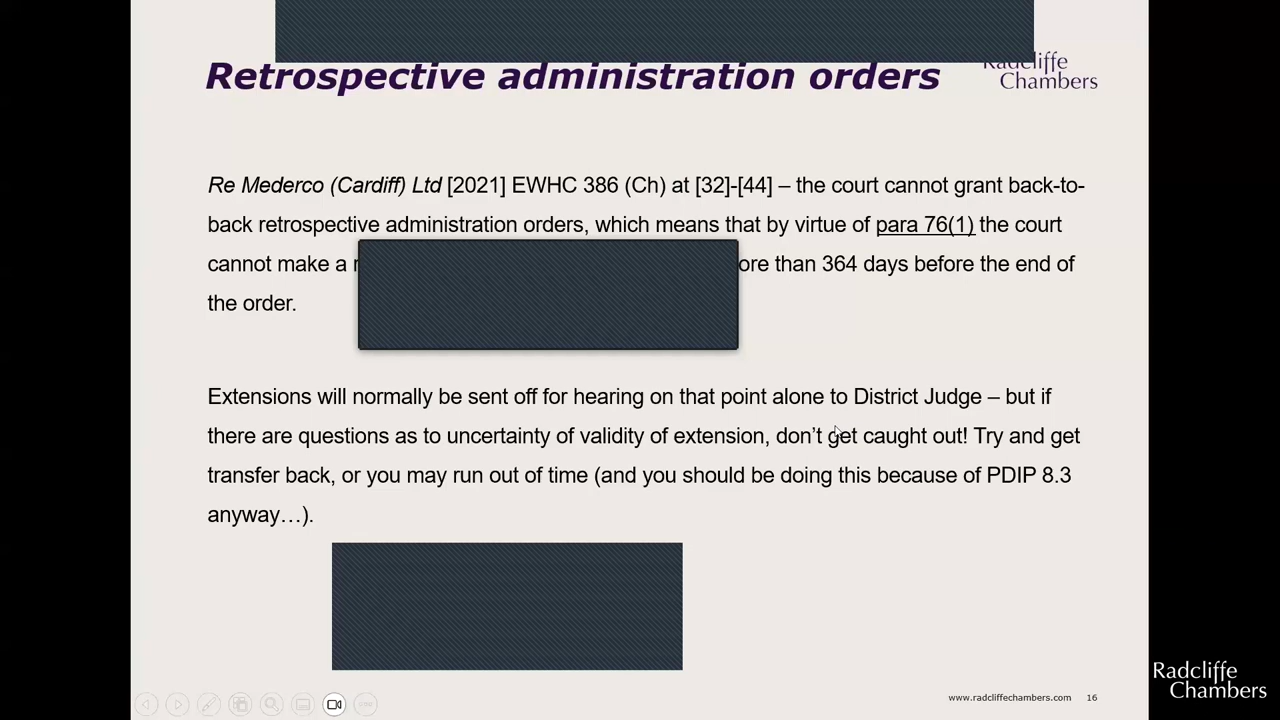 Retrospective administration orders
Radcliffe
Chambers
Re Mederco (Cardiff) Ltd [2021] EWHC 386 (Ch) at [32]-[44] – the court cannot grant back-to-
back retrospective administration orders, which means that by virtue of para 76(1) the court
cannot make a than 364 days before the end of
the order.
Extensions will normally be sent off for hearing on that point alone to District Judge – but if
there are questions as to uncertainty of validity of extension, don’t get caught out! Try and get
transfer back, or you may run out of time (and you should be doing this because of PDIP 8.3
anyway…).
www.radcliffechambers.com 16
Radcliffe
Chambers